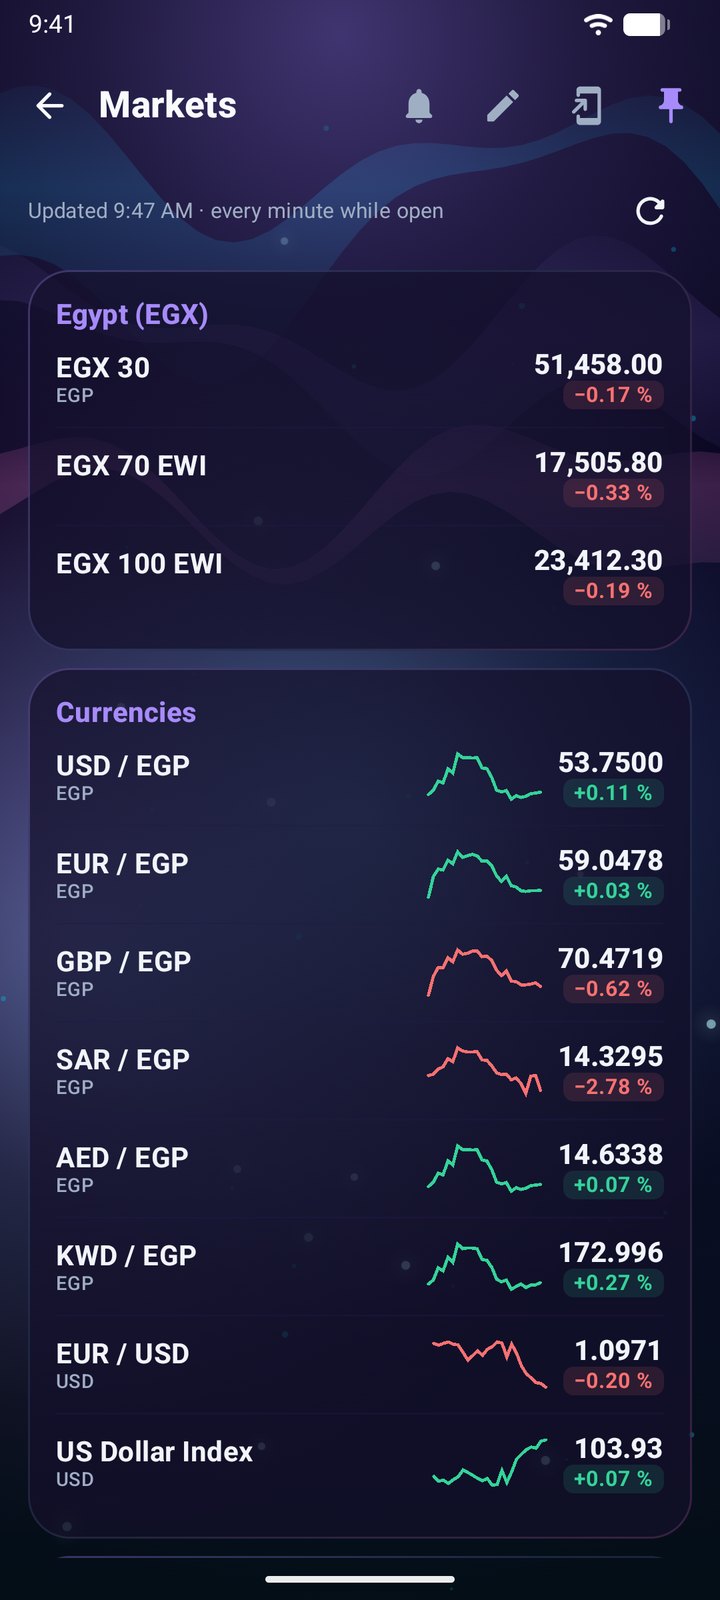 9:41
Markets
Updated 9:47 AM · every minute while open
Egypt (EGX)
EGX 30
51,458.00
EGP
−0.17 %
EGX 70 EWI
17,505.80
−0.33 %
EGX 100 EWI
23,412.30
−0.19 %
Currencies
USD / EGP
53.7500
EGP
+0.11 %
EUR / EGP
59.0478
EGP
+0.03 %
GBP / EGP
70.4719
EGP
−0.62 %
SAR / EGP
14.3295
EGP
−2.78 %
AED / EGP
14.6338
EGP
+0.07 %
KWD / EGP
172.996
EGP
+0.27 %
EUR / USD
1.0971
USD
−0.20 %
US Dollar Index
103.93
USD
+0.07 %